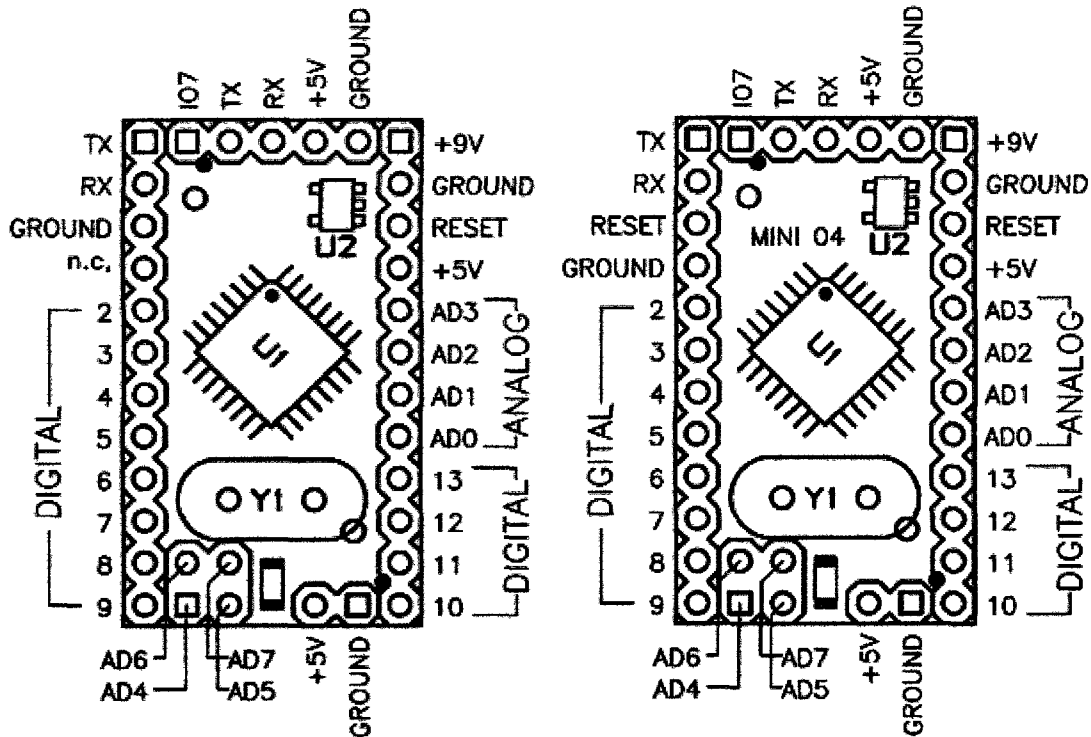 IO7 TX RX +5V GROUND
TX +9V
RX GROUND
GROUND RESET
U2
n.c. +5V
2 AD3
3 AD2
U1
4 AD1
5 AD0
DIGITAL ANALOG
6 13
7 Y1 12
8 11
9 10
DIGITAL
AD6 AD7 +5V GROUND
AD4 AD5
IO7 TX RX +5V GROUND
TX +9V
RX GROUND
RESET RESET
MINI 04 U2
GROUND +5V
2 AD3
3 AD2
U1
4 AD1
5 AD0
DIGITAL ANALOG
6 13
7 Y1 12
8 11
9 10
DIGITAL
AD6 AD7 +5V GROUND
AD4 AD5